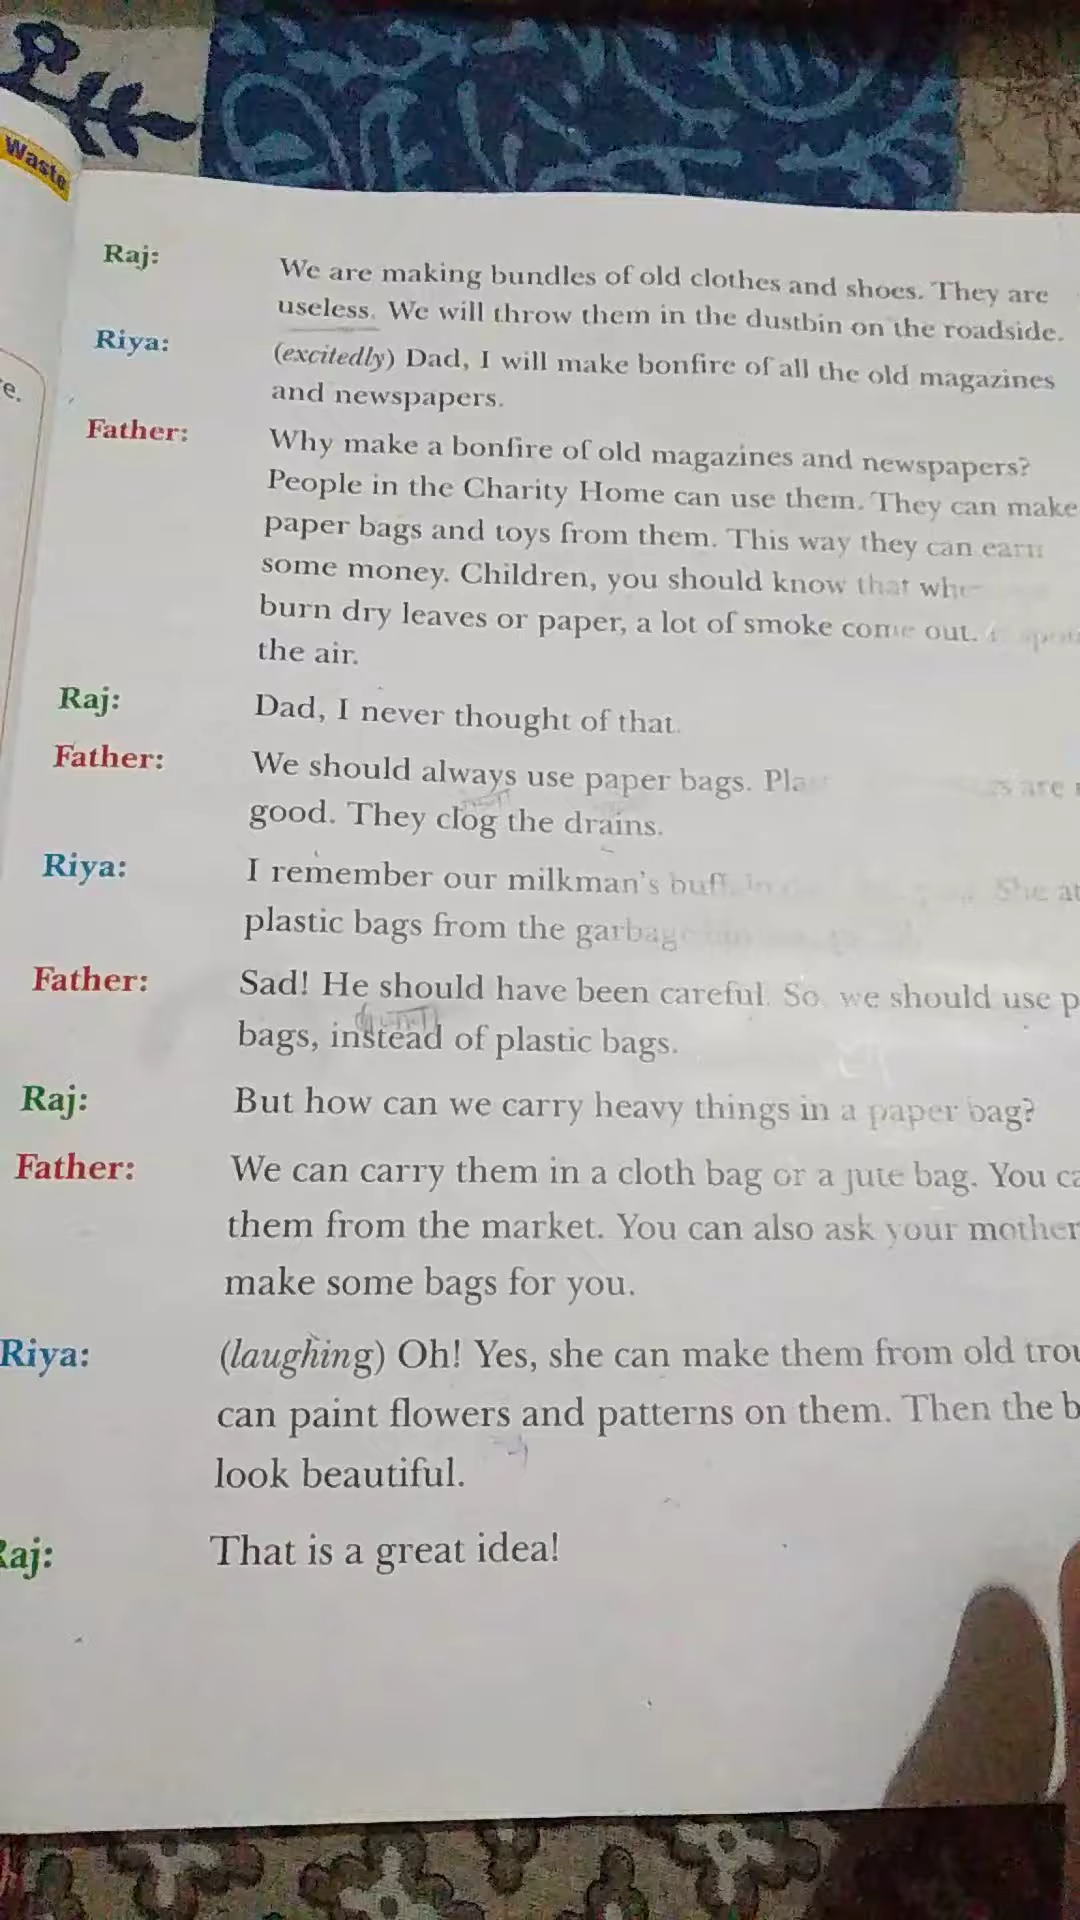 Waste
Raj: We are making bundles of old clothes and shoes. They are
useless. We will throw them in the dustbin on the roadside.
Riya: (excitedly) Dad, I will make bonfire of all the old magazines
e.
and newspapers.
Father: Why make a bonfire of old magazines and newspapers?
People in the Charity Home can use them. They can make
paper bags and toys from them. This way they can earn
some money. Children, you should know that
burn dry leaves or paper, a lot of smoke come out.
the air.
Raj: Dad, I never thought of that.
Father: We should always use paper bags. are
good. They clog the drains.
Riya: I remember our milkman's She
plastic bags from the garbage
Father: Sad! He should have been careful. So, we should use p
bags, instead of plastic bags.
Raj: But how can we carry heavy things in a paper bag?
Father: We can carry them in a cloth bag or a jute bag. You ca
them from the market. You can also ask your mother
make some bags for you.
Riya: (laughing) Oh! Yes, she can make them from old trou
can paint flowers and patterns on them. Then the b
look beautiful.
Raj: That is a great idea!